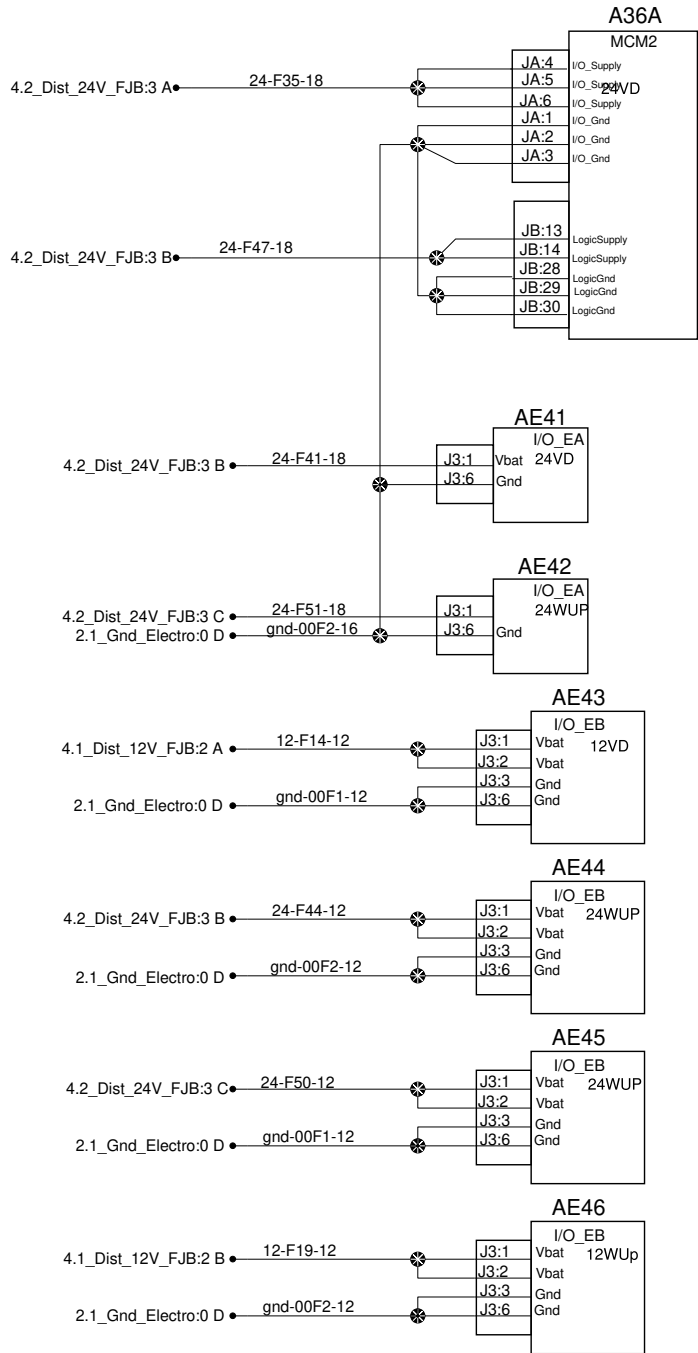 A36A
MCM2
4.2_Dist_24V_FJB:3 A
24-F35-18
JA:4 I/O_Supply
JA:5 I/O_Supply
24VD
JA:6 I/O_Supply
JA:1 I/O_Gnd
JA:2 I/O_Gnd
JA:3 I/O_Gnd
4.2_Dist_24V_FJB:3 B
24-F47-18
JB:13 LogicSupply
JB:14 LogicSupply
JB:28 LogicGnd
JB:29 LogicGnd
JB:30 LogicGnd
AE41
I/O_EA
4.2_Dist_24V_FJB:3 B 24-F41-18 J3:1 Vbat 24VD
J3:6 Gnd
AE42
I/O_EA
4.2_Dist_24V_FJB:3 C 24-F51-18 J3:1 24WUP
2.1_Gnd_Electro:0 D gnd-00F2-16 J3:6 Gnd
AE43
I/O_EB
4.1_Dist_12V_FJB:2 A 12-F14-12 J3:1 Vbat 12VD
J3:2 Vbat
J3:3 Gnd
2.1_Gnd_Electro:0 D gnd-00F1-12 J3:6 Gnd
AE44
I/O_EB
4.2_Dist_24V_FJB:3 B 24-F44-12 J3:1 Vbat 24WUP
J3:2 Vbat
J3:3 Gnd
2.1_Gnd_Electro:0 D gnd-00F2-12 J3:6 Gnd
AE45
I/O_EB
4.2_Dist_24V_FJB:3 C 24-F50-12 J3:1 Vbat 24WUP
J3:2 Vbat
J3:3 Gnd
2.1_Gnd_Electro:0 D gnd-00F1-12 J3:6 Gnd
AE46
I/O_EB
4.1_Dist_12V_FJB:2 B 12-F19-12 J3:1 Vbat 12WUp
J3:2 Vbat
J3:3 Gnd
2.1_Gnd_Electro:0 D gnd-00F2-12 J3:6 Gnd